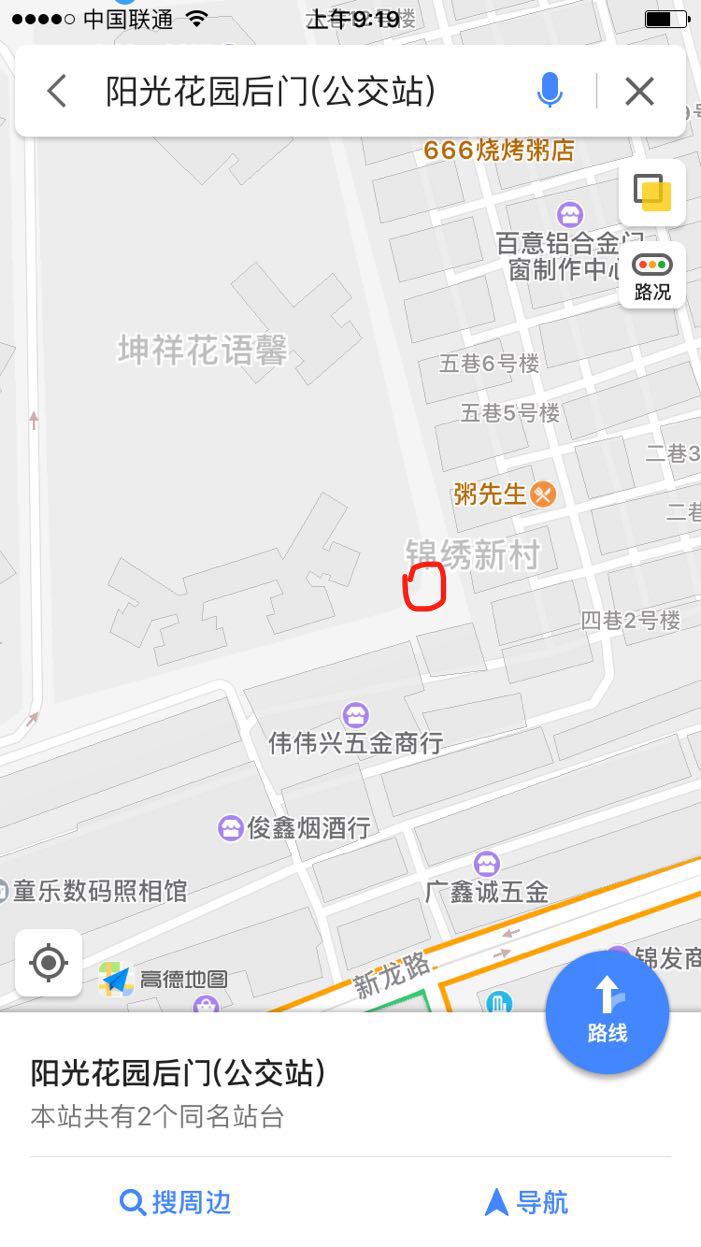 中国联通
上午9:19
阳光花园后门(公交站)
666烧烤粥店
百意铝合金门
窗制作中心
路况
坤祥花语馨
五巷6号楼
五巷5号楼
二巷3
粥先生
二巷
锦绣新村
四巷2号楼
伟伟兴五金商行
俊鑫烟酒行
童乐数码照相馆
广鑫诚五金
新龙路
锦发商
高德地图
路线
阳光花园后门(公交站)
本站共有2个同名站台
搜周边
导航